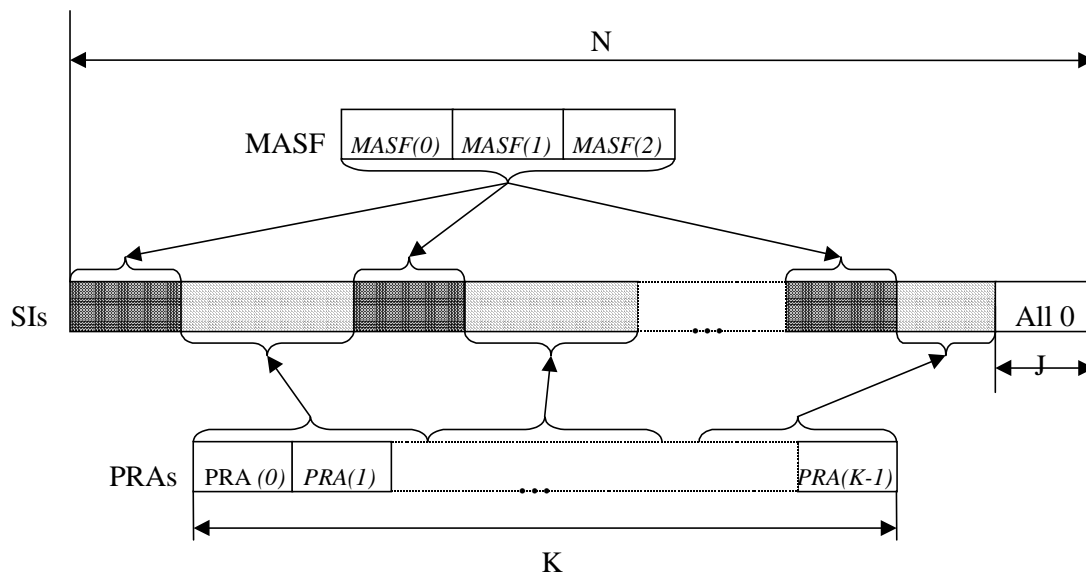 N
MASF
MASF(0)
MASF(1)
MASF(2)
SIs
...
All 0
J
PRAs
PRA (0)
PRA(1)
...
PRA(K-1)
K